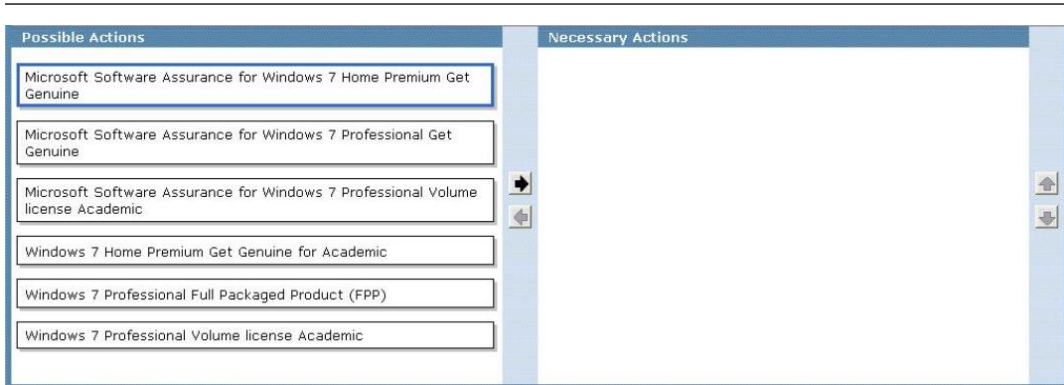 Possible Actions
Necessary Actions
Microsoft Software Assurance for Windows 7 Home Premium Get
Genuine
Microsoft Software Assurance for Windows 7 Professional Get
Genuine
Microsoft Software Assurance for Windows 7 Professional Volume
license Academic
Windows 7 Home Premium Get Genuine for Academic
Windows 7 Professional Full Packaged Product (FPP)
Windows 7 Professional Volume license Academic